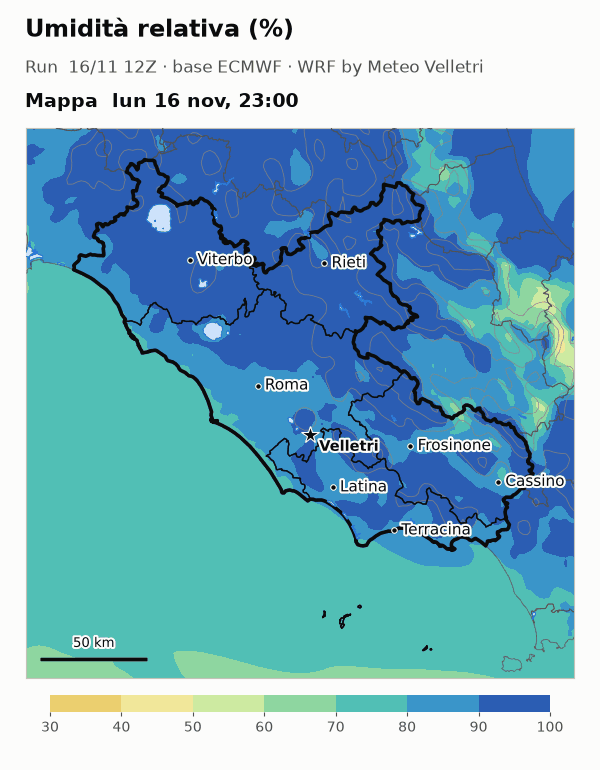 Umidità relativa (%)
Run  16/11 12Z · base ECMWF · WRF by Meteo Velletri
Mappa  lun 16 nov, 23:00
Viterbo
Rieti
Roma
Velletri
Frosinone
Cassino
Latina
Terracina
50 km
30 40 50 60 70 80 90 100